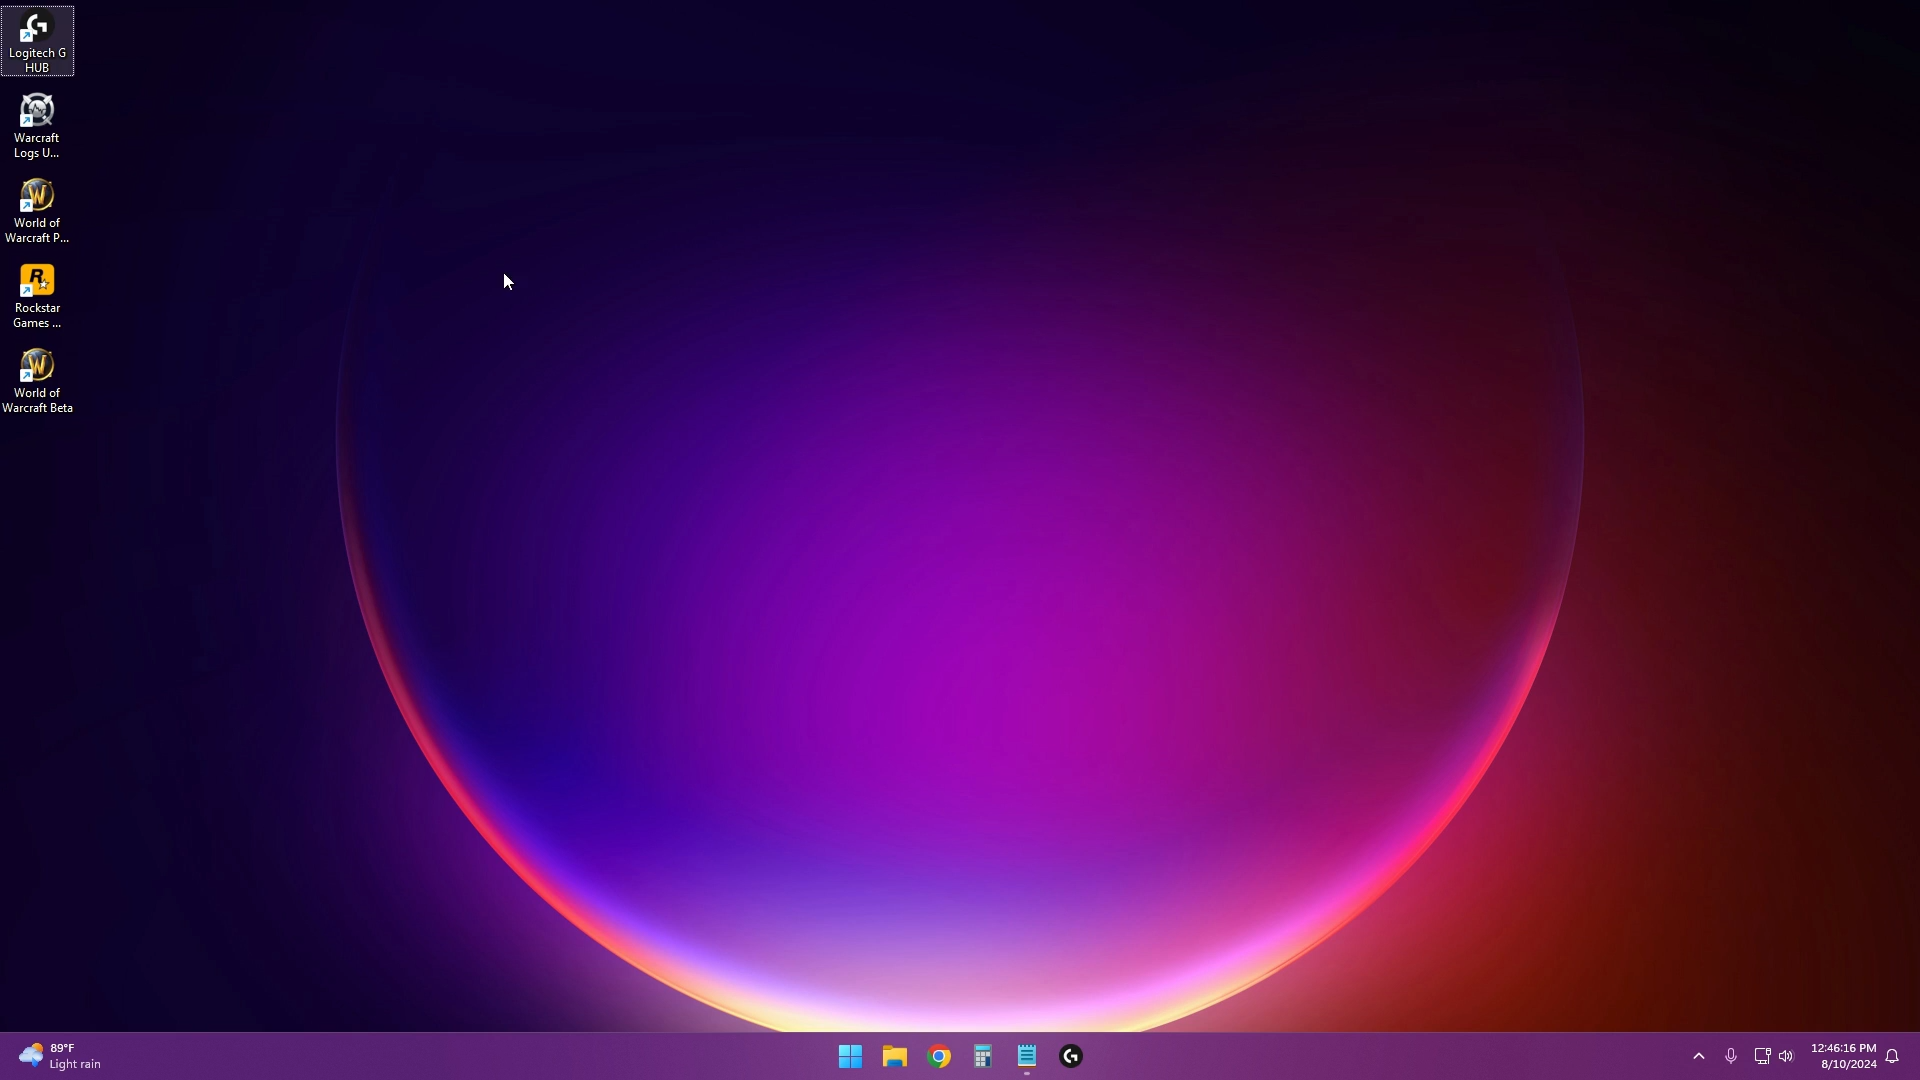 Logitech G
HUB
Warcraft
Logs U...
World of
Warcraft P...
Rockstar
Games ...
World of
Warcraft Beta
89°F
Light rain
12:46:16 PM
8/10/2024